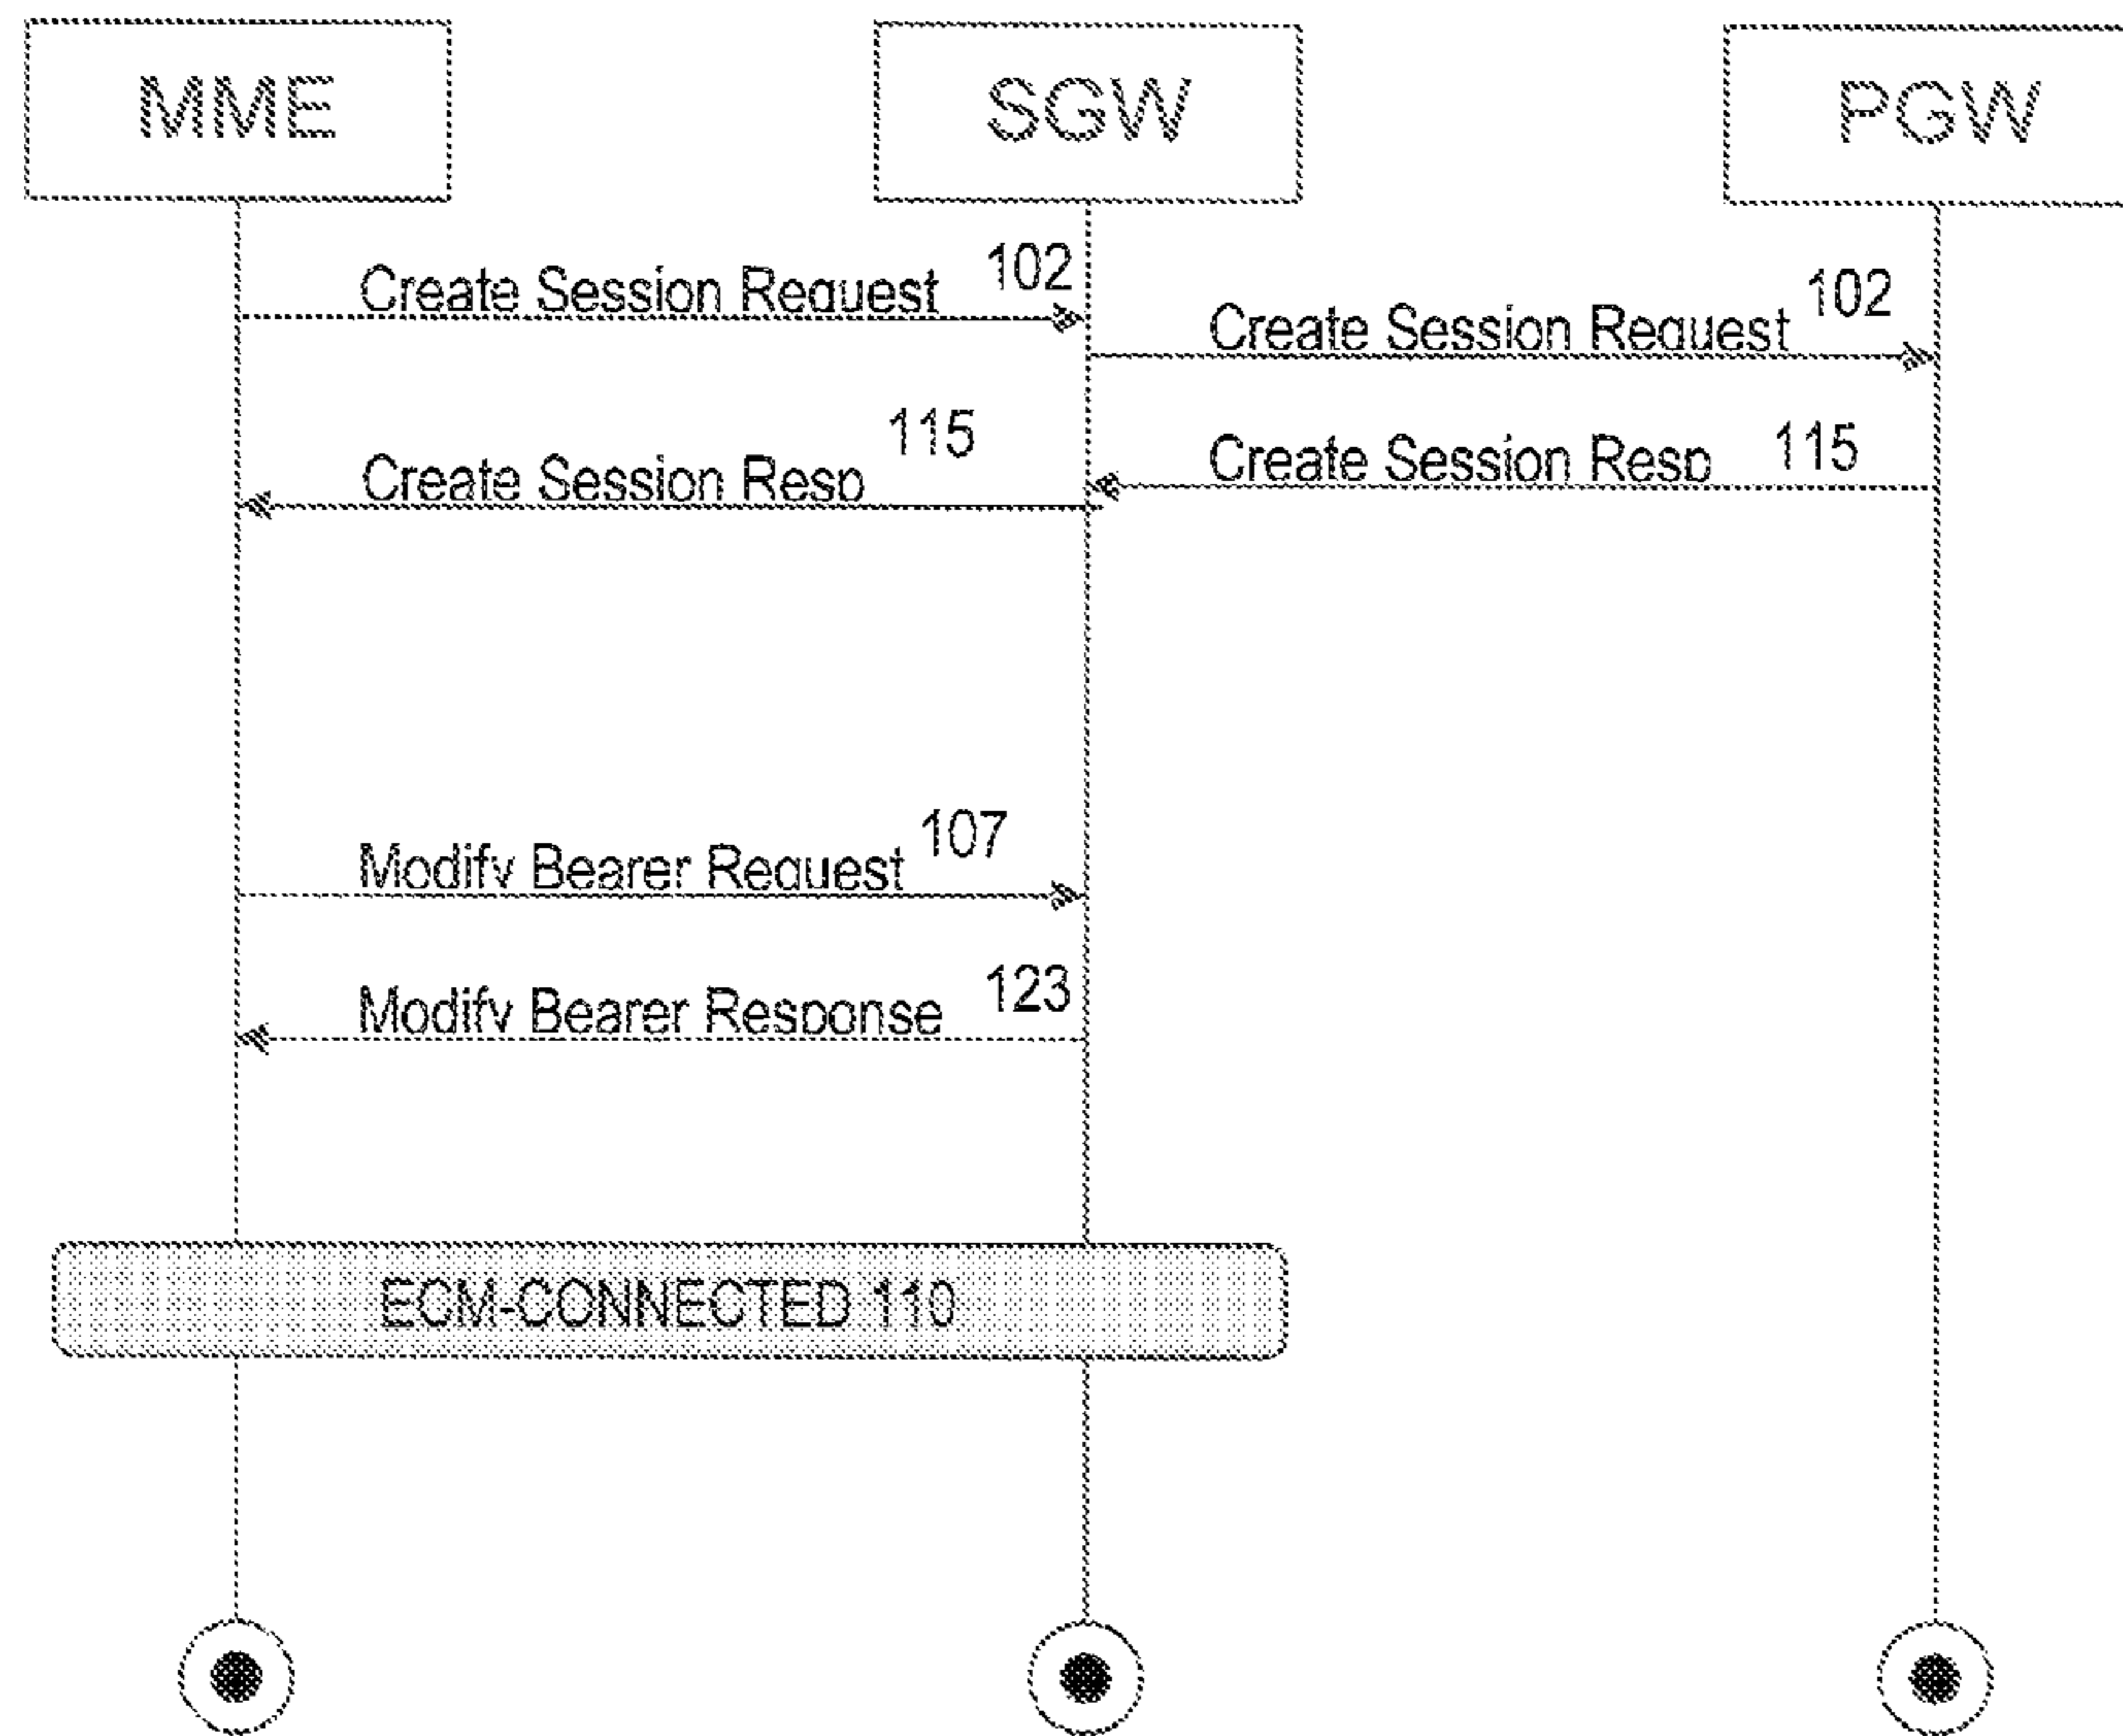 MME
SGW
PGW
Create Session Request 102
Create Session Request 102
Create Session Resp 115
Create Session Resp 115
Modify Bearer Request 107
Modify Bearer Response 123
ECM-CONNECTED 110